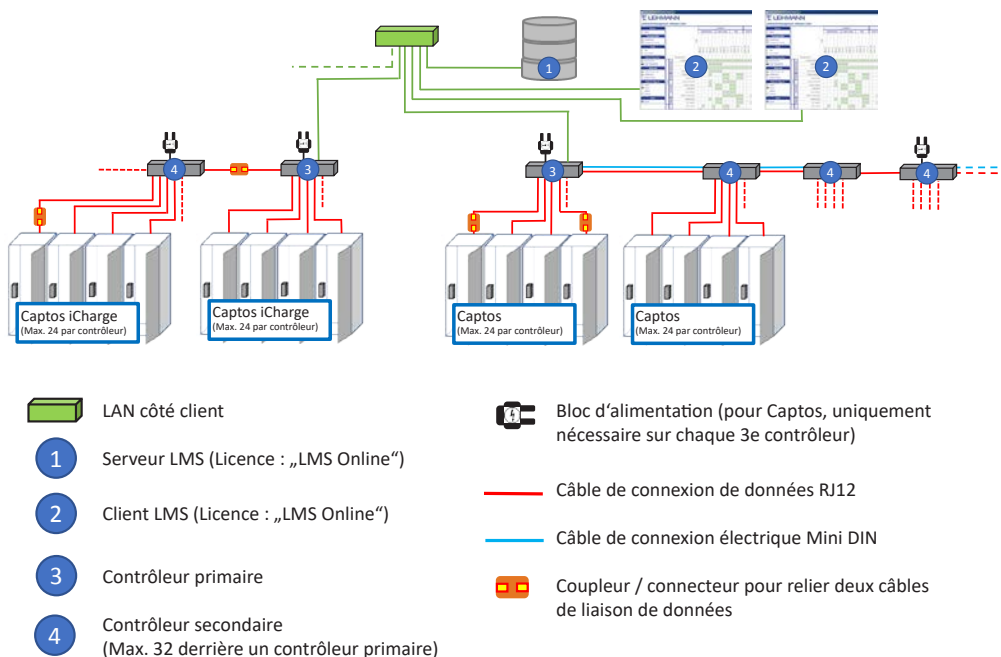 LEHMANN
LEHMANN
1
2
2
4
3
3
4
4
4
Captos iCharge
(Max. 24 par contrôleur)
Captos iCharge
(Max. 24 par contrôleur)
Captos
(Max. 24 par contrôleur)
Captos
(Max. 24 par contrôleur)
LAN côté client
1
Serveur LMS (Licence : „LMS Online“)
2
Client LMS (Licence : „LMS Online“)
3
Contrôleur primaire
4
Contrôleur secondaire
(Max. 32 derrière un contrôleur primaire)
Bloc d‘alimentation (pour Captos, uniquement
nécessaire sur chaque 3e contrôleur)
Câble de connexion de données RJ12
Câble de connexion électrique Mini DIN
Coupleur / connecteur pour relier deux câbles
de liaison de données